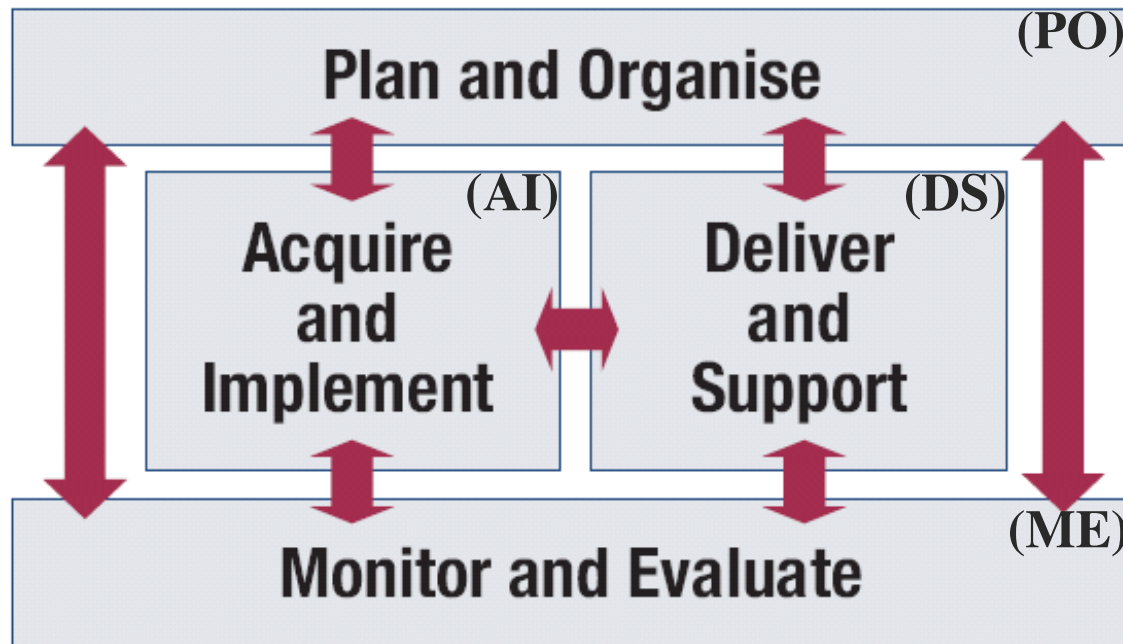 (PO)
Plan and Organise
(AI)
Acquire
and
Implement
(DS)
Deliver
and
Support
(ME)
Monitor and Evaluate